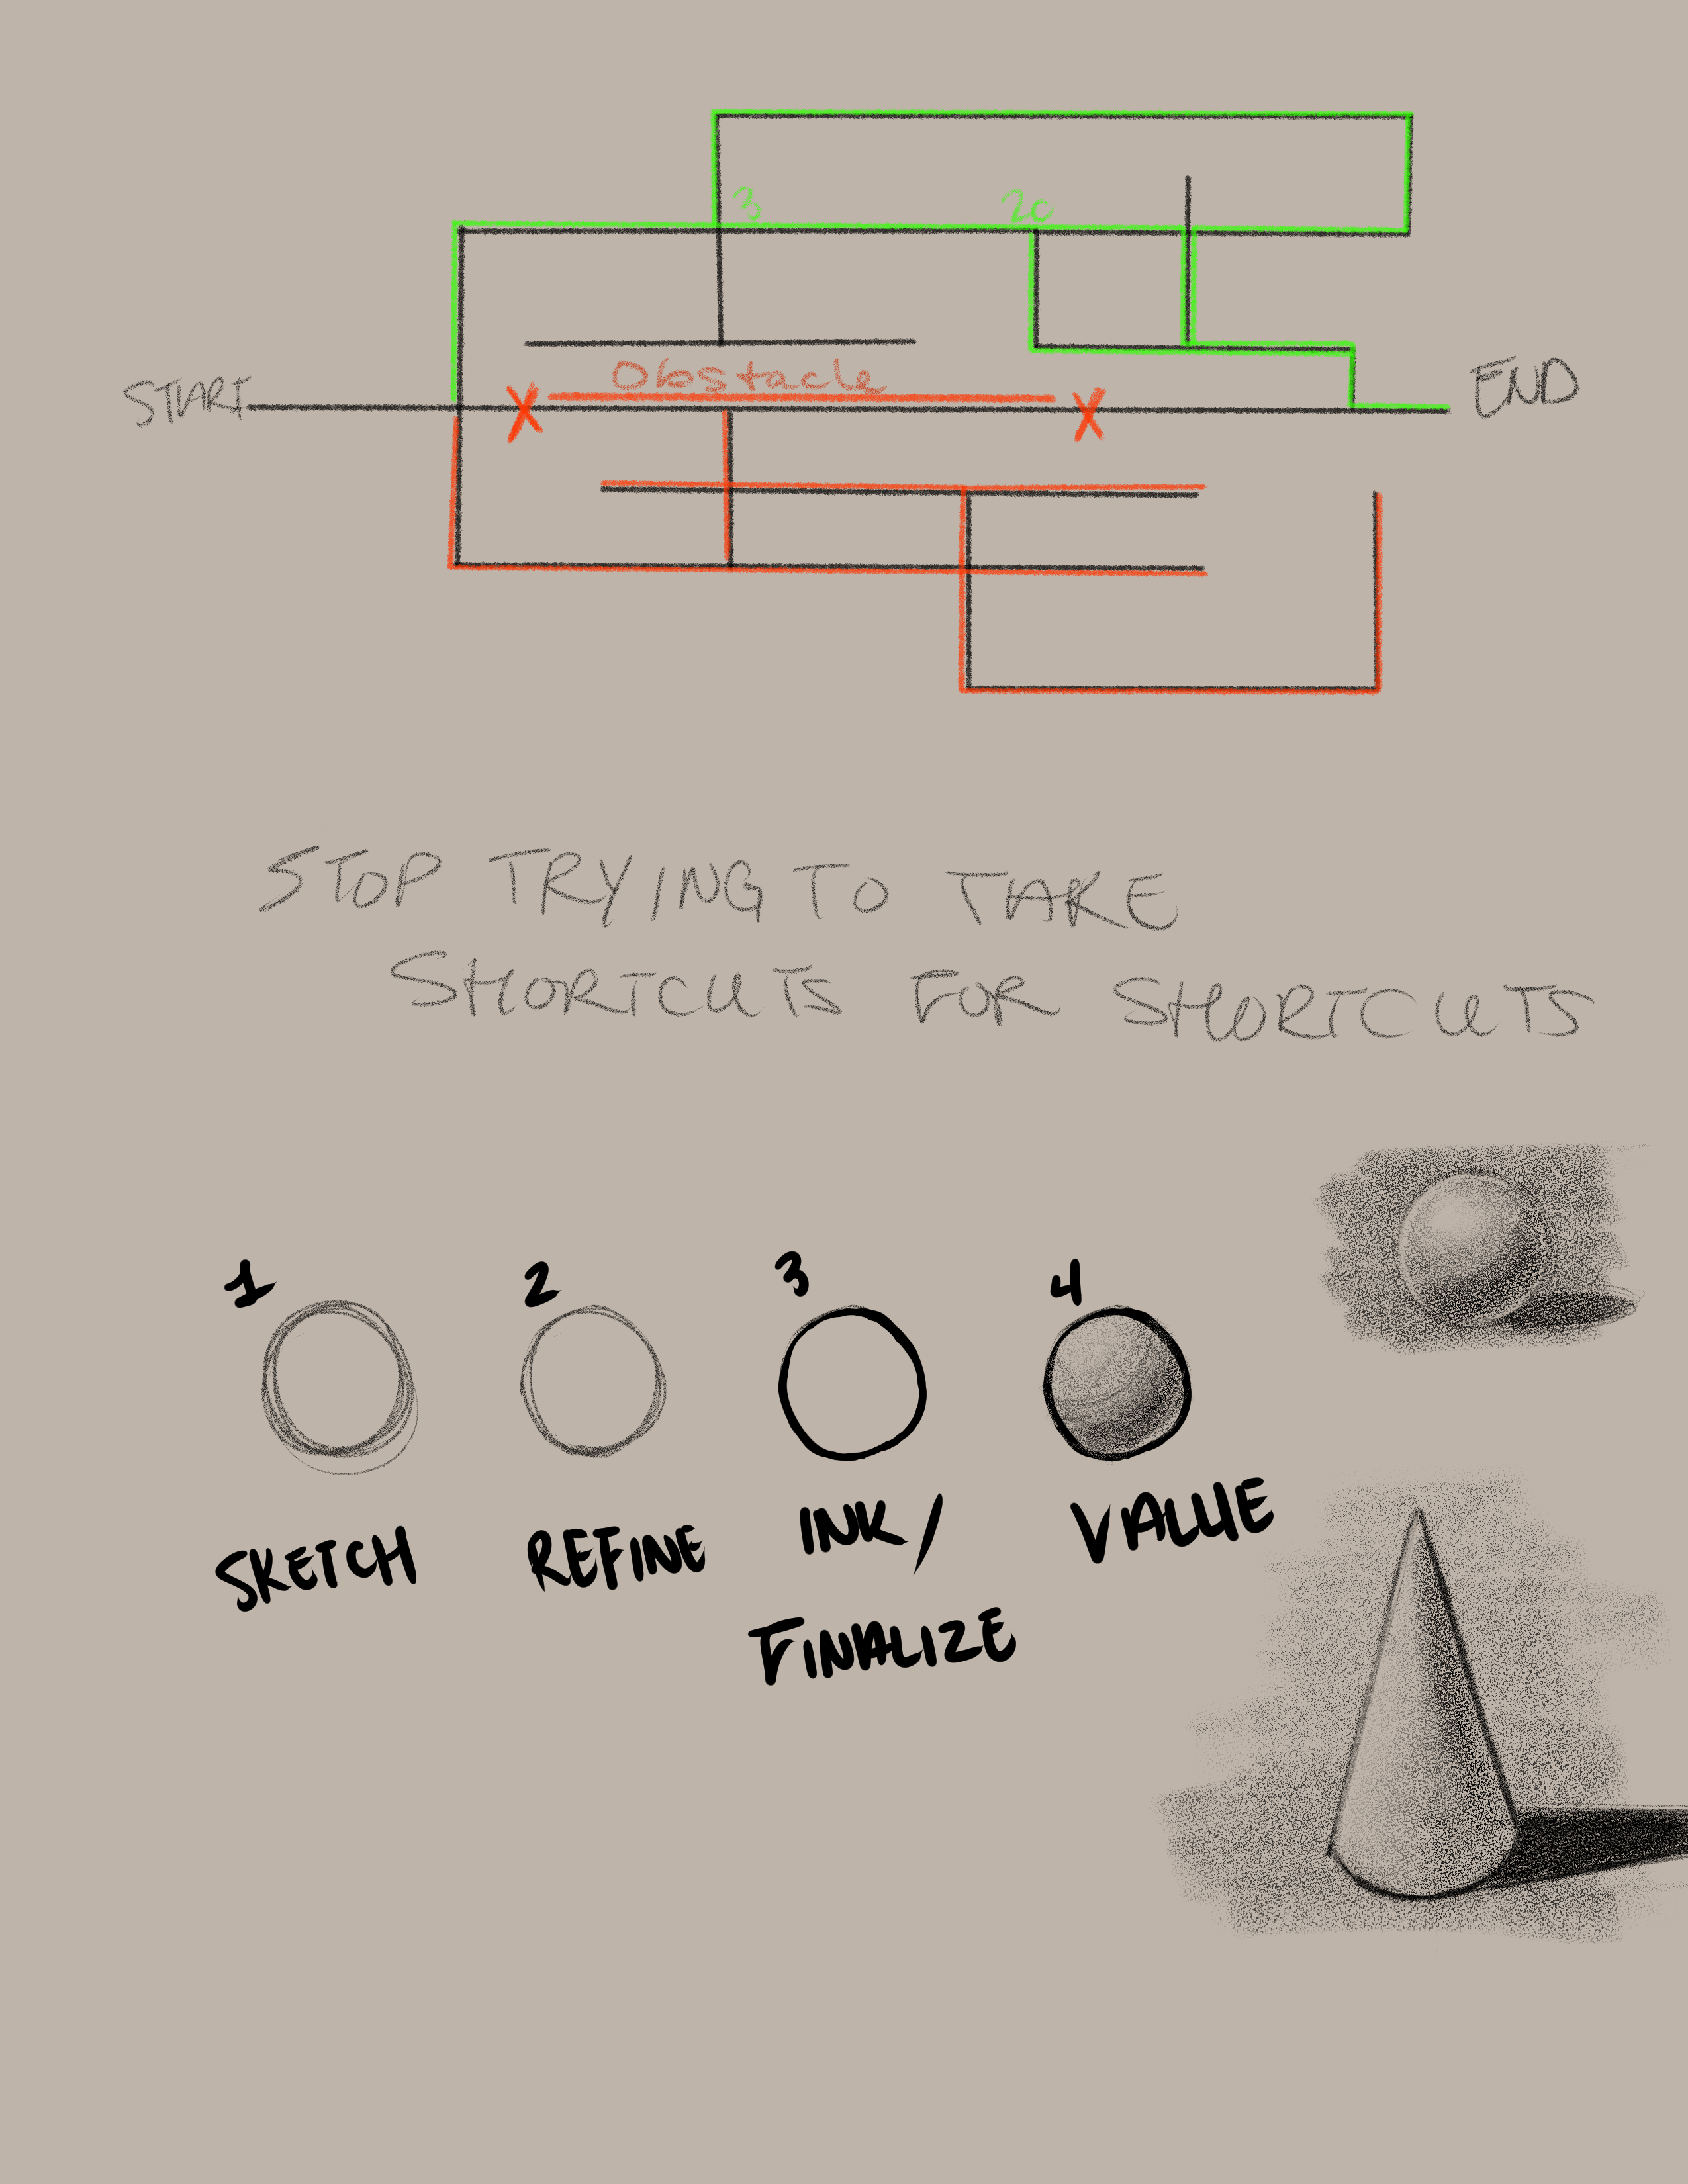 3 20
Obstacle
START END
X X
STOP TRYING TO TAKE
SHORTCUTS FOR SHORTCUTS
1 2 3 4
SKETCH REFINE INK/ VALUE
FINALIZE